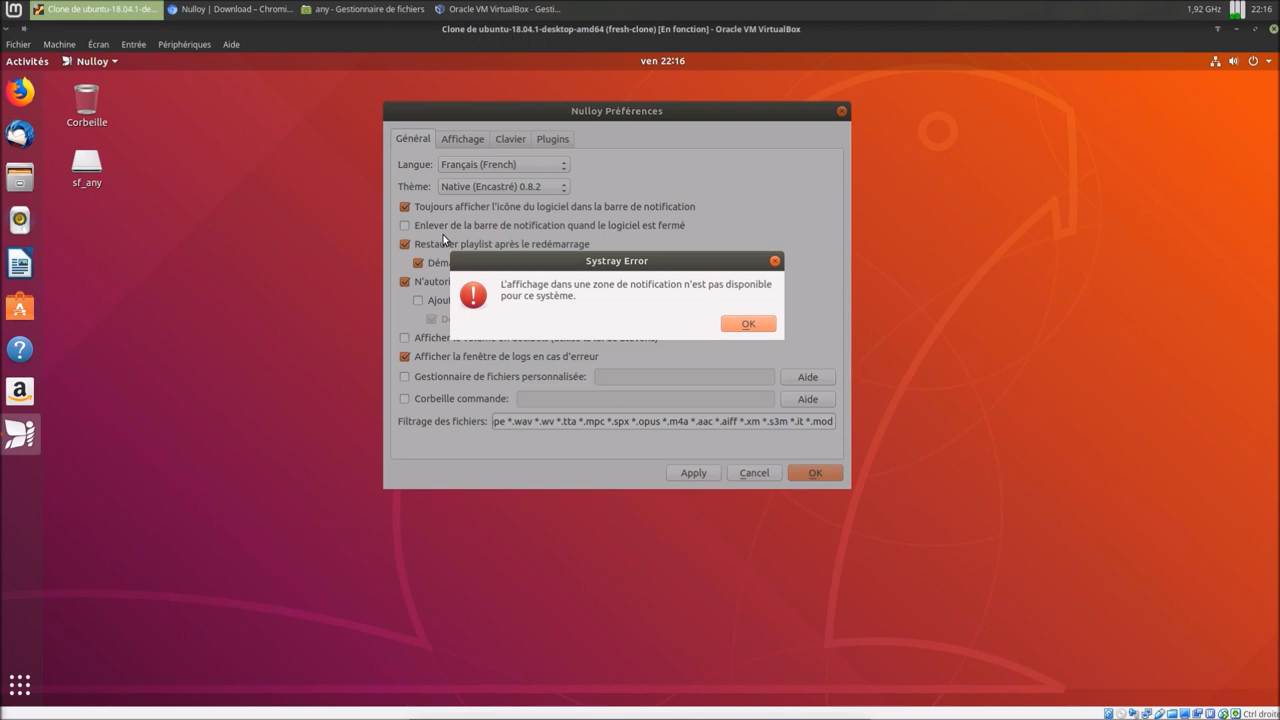 Clone de ubuntu-18.04.1-de...
Nulloy | Download – Chromi...
any - Gestionnaire de fichiers
Oracle VM VirtualBox - Gesti...
1,92 GHz
22:16
Clone de ubuntu-18.04.1-desktop-amd64 (fresh-clone) [En fonction] - Oracle VM VirtualBox
Fichier Machine Écran Entrée Périphériques Aide
Activités
Nulloy
ven 22:16
Corbeille
sf_any
Nulloy Préférences
Général Affichage Clavier Plugins
Langue: Français (French)
Thème: Native (Encastré) 0.8.2
Toujours afficher l'icône du logiciel dans la barre de notification
Enlever de la barre de notification quand le logiciel est fermé
Restaurer playlist après le redémarrage
Systray Error
L'affichage dans une zone de notification n'est pas disponible
pour ce système.
OK
Afficher la fenêtre de logs en cas d'erreur
Gestionnaire de fichiers personnalisée: Aide
Corbeille commande: Aide
Filtrage des fichiers: pe *.wav *.wv *.tta *.mpc *.spx *.opus *.m4a *.aac *.aiff *.xm *.s3m *.it *.mod
Apply Cancel OK
Ctrl droite